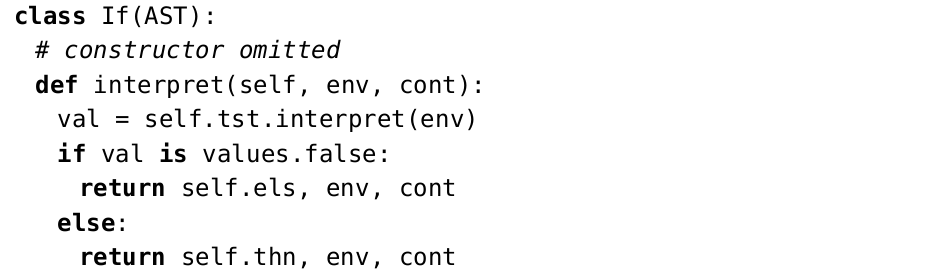 class If(AST):
# constructor omitted
def interpret(self, env, cont):
val = self.tst.interpret(env)
if val is values.false:
return self.els, env, cont
else:
return self.thn, env, cont